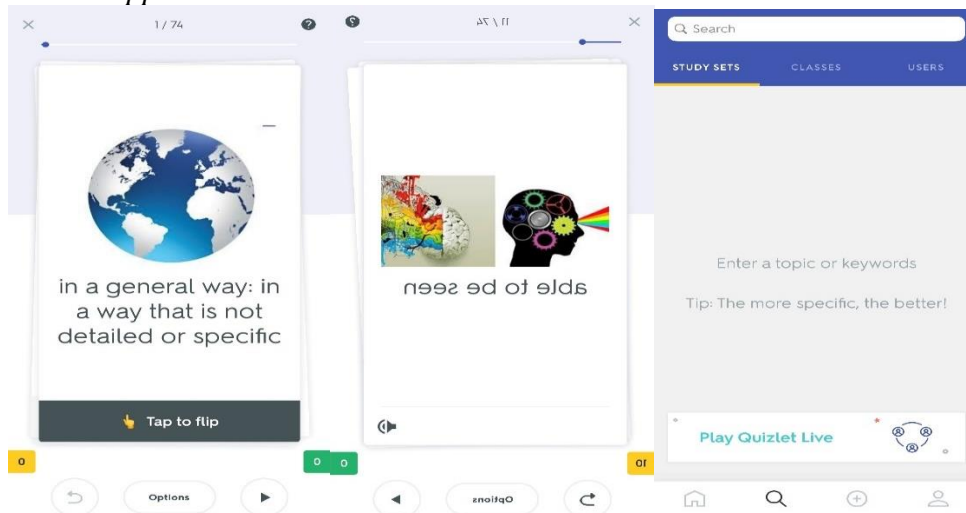 1 / 74
?
in a general way: in
a way that is not
detailed or specific
Tap to flip
0
0
Options
?
11 / 74
able to be seen
0
10
Options
Search
STUDY SETS
CLASSES
USERS
Enter a topic or keywords
Tip: The more specific, the better!
Play Quizlet Live